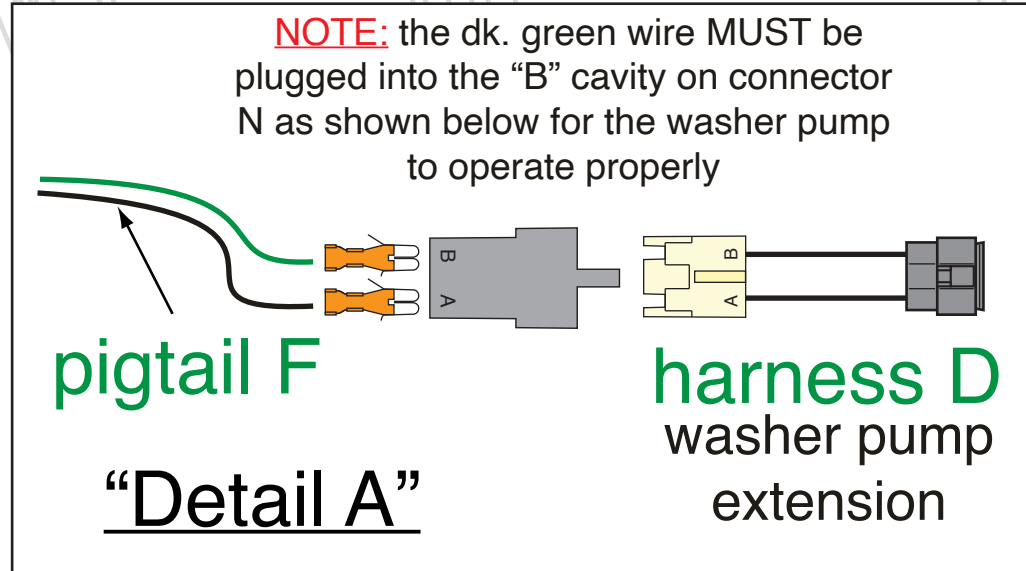 NOTE: the dk. green wire MUST be
plugged into the “B” cavity on connector
N as shown below for the washer pump
to operate properly
B
A
B
A
pigtail F
harness D
washer pump
extension
“Detail A”